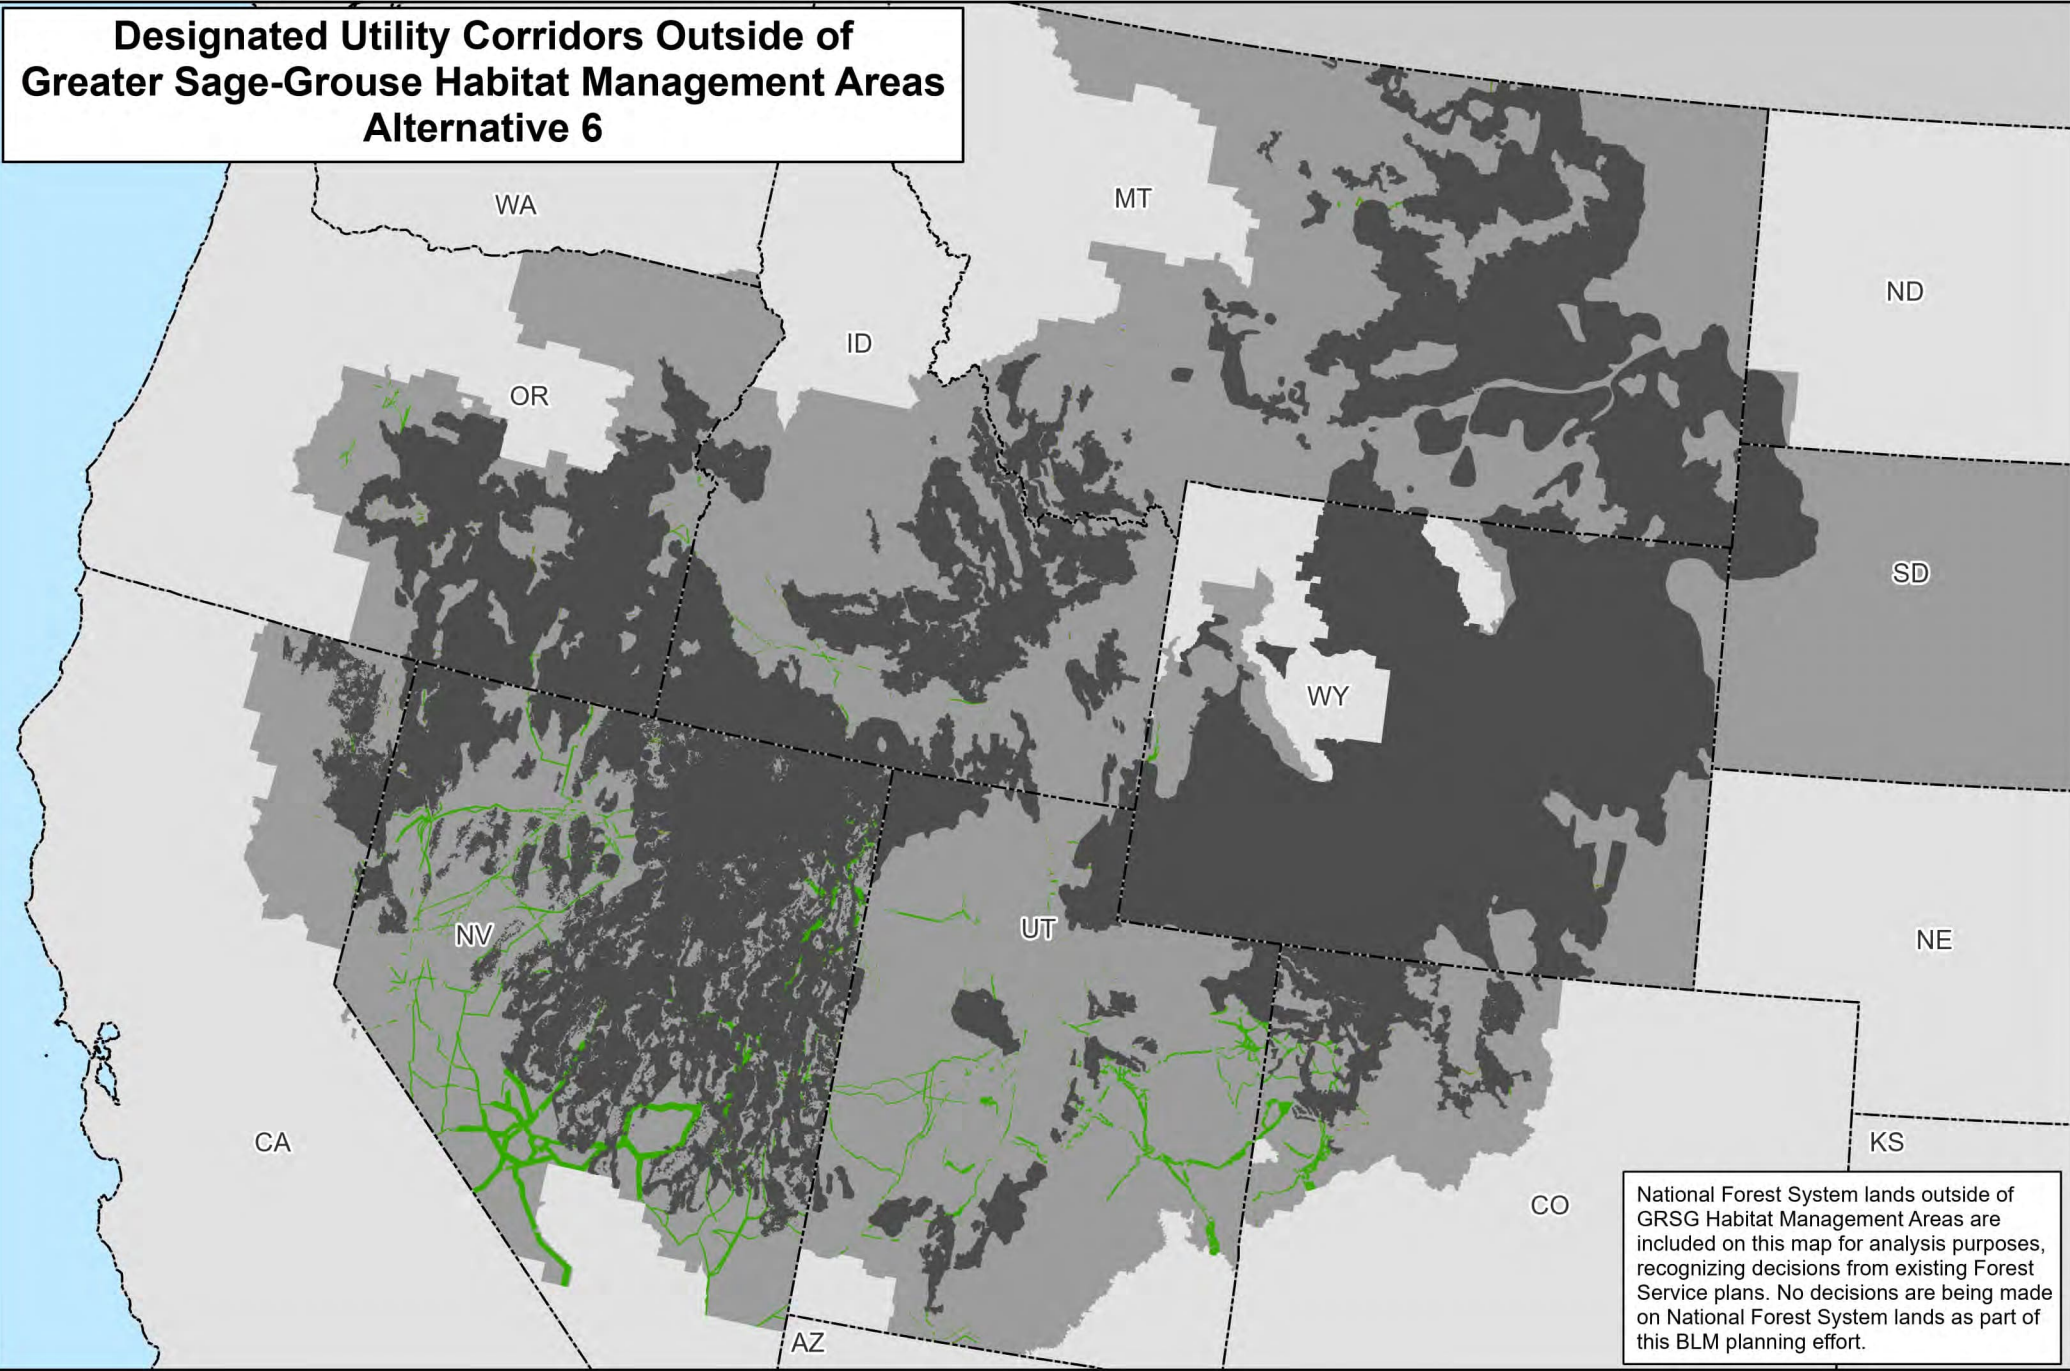 Designated Utility Corridors Outside of
Greater Sage-Grouse Habitat Management Areas
Alternative 6
WA
MT
ND
ID
OR
SD
WY
NV
UT
NE
CA
KS
CO
AZ
National Forest System lands outside of
GRSG Habitat Management Areas are
included on this map for analysis purposes,
recognizing decisions from existing Forest
Service plans. No decisions are being made
on National Forest System lands as part of
this BLM planning effort.